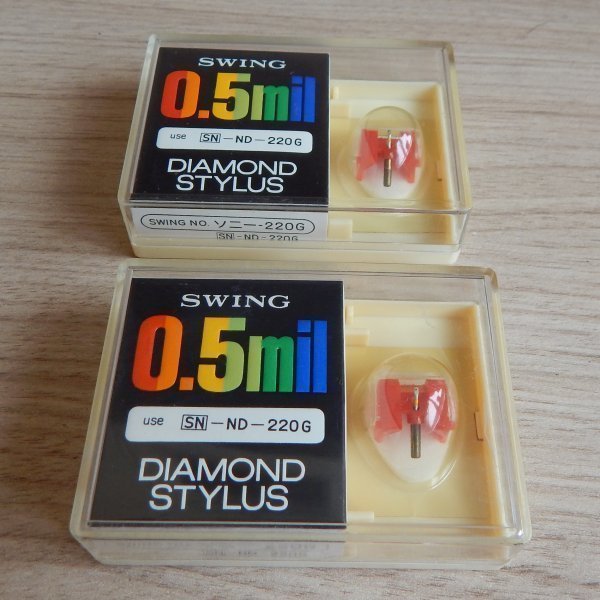 SWING
0.5mil
use SN-ND-220G
DIAMOND
STYLUS
SWING NO. ソニー-220G
SN-ND-220G
SWING
0.5mil
use SN-ND-220G
DIAMOND
STYLUS